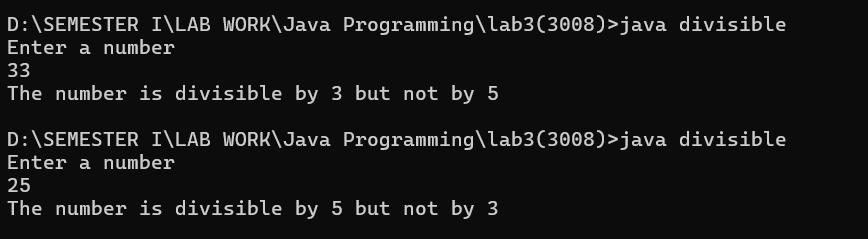 D:\SEMESTER I\LAB WORK\Java Programming\lab3(3008)>java divisible
Enter a number
33
The number is divisible by 3 but not by 5
D:\SEMESTER I\LAB WORK\Java Programming\lab3(3008)>java divisible
Enter a number
25
The number is divisible by 5 but not by 3